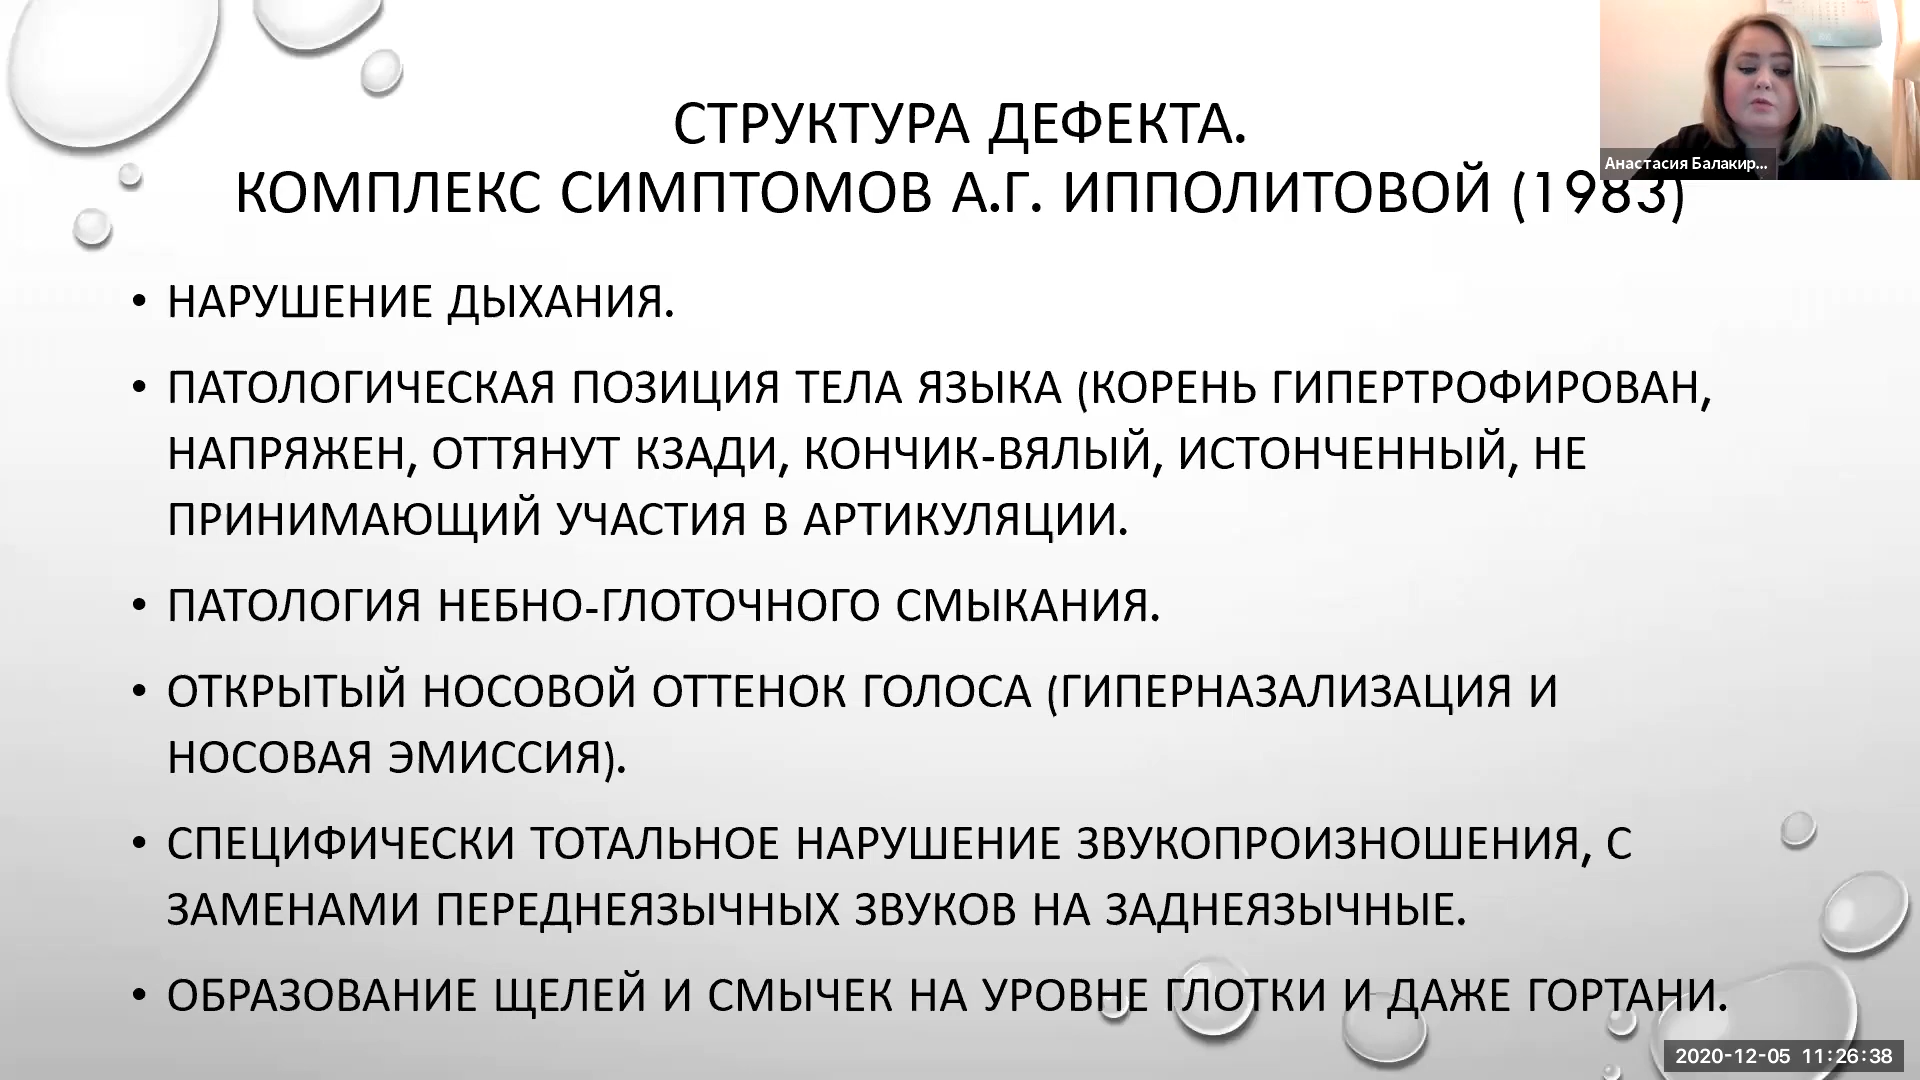 СТРУКТУРА ДЕФЕКТА.
КОМПЛЕКС СИМПТОМОВ А.Г. ИППОЛИТОВОЙ (1983)
Анастасия Балакир...
• НАРУШЕНИЕ ДЫХАНИЯ.
• ПАТОЛОГИЧЕСКАЯ ПОЗИЦИЯ ТЕЛА ЯЗЫКА (КОРЕНЬ ГИПЕРТРОФИРОВАН,
НАПРЯЖЕН, ОТТЯНУТ КЗАДИ, КОНЧИК-ВЯЛЫЙ, ИСТОНЧЕННЫЙ, НЕ
ПРИНИМАЮЩИЙ УЧАСТИЯ В АРТИКУЛЯЦИИ.
• ПАТОЛОГИЯ НЕБНО-ГЛОТОЧНОГО СМЫКАНИЯ.
• ОТКРЫТЫЙ НОСОВОЙ ОТТЕНОК ГОЛОСА (ГИПЕРНАЗАЛИЗАЦИЯ И
НОСОВАЯ ЭМИССИЯ).
• СПЕЦИФИЧЕСКИ ТОТАЛЬНОЕ НАРУШЕНИЕ ЗВУКОПРОИЗНОШЕНИЯ, С
ЗАМЕНАМИ ПЕРЕДНЕЯЗЫЧНЫХ ЗВУКОВ НА ЗАДНЕЯЗЫЧНЫЕ.
• ОБРАЗОВАНИЕ ЩЕЛЕЙ И СМЫЧЕК НА УРОВНЕ ГЛОТКИ И ДАЖЕ ГОРТАНИ.
2020-12-05 11:26:38